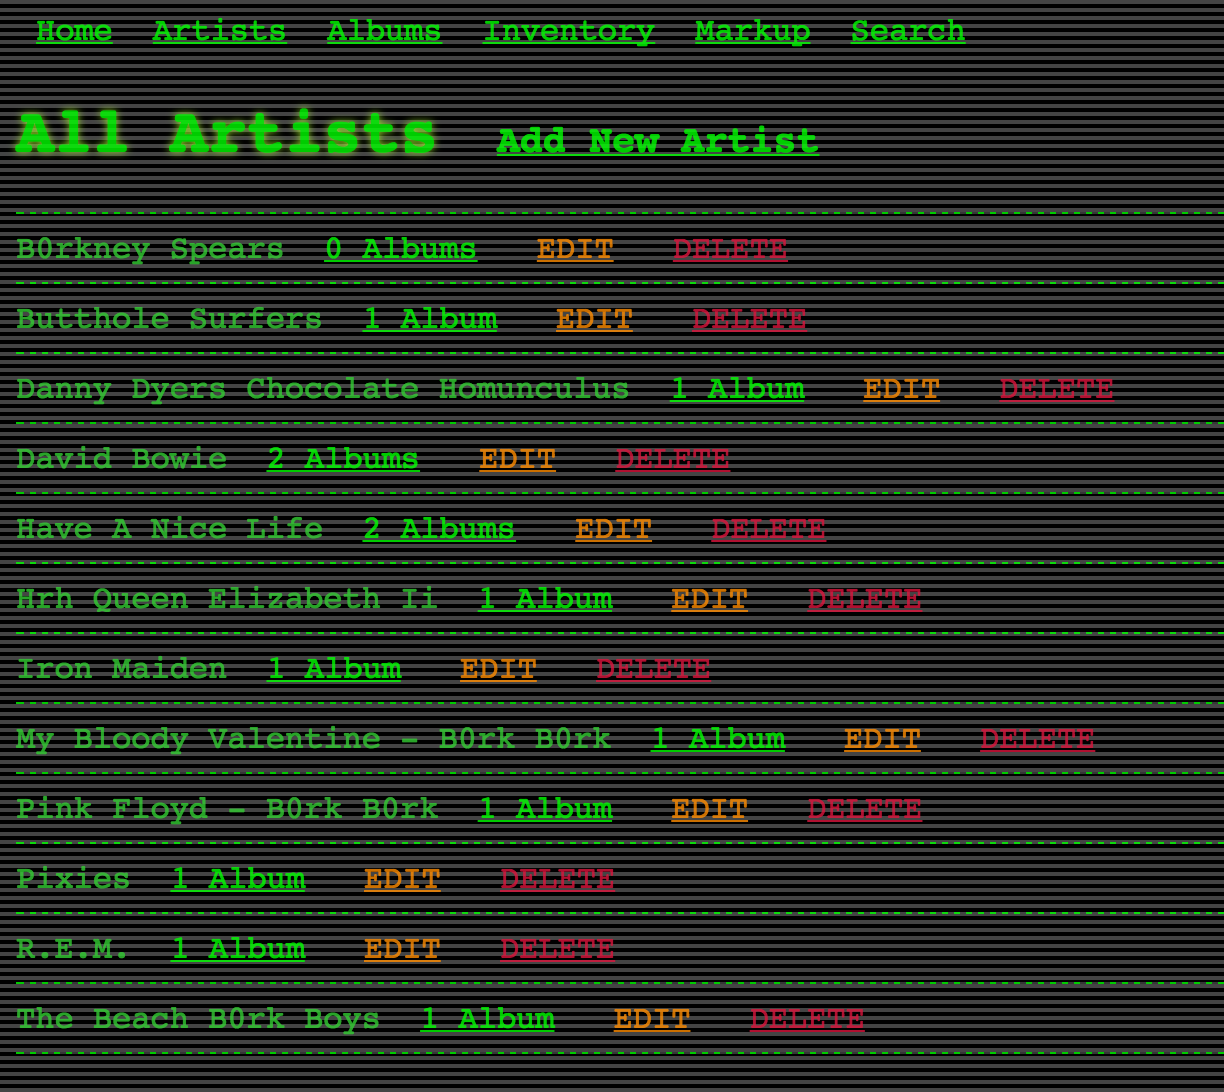 Home Artists Albums Inventory Markup Search
All Artists Add New Artist
B0rkney Spears 0 Albums EDIT DELETE
Butthole Surfers 1 Album EDIT DELETE
Danny Dyers Chocolate Homunculus 1 Album EDIT DELETE
David Bowie 2 Albums EDIT DELETE
Have A Nice Life 2 Albums EDIT DELETE
Hrh Queen Elizabeth Ii 1 Album EDIT DELETE
Iron Maiden 1 Album EDIT DELETE
My Bloody Valentine - B0rk B0rk 1 Album EDIT DELETE
Pink Floyd - B0rk B0rk 1 Album EDIT DELETE
Pixies 1 Album EDIT DELETE
R.E.M. 1 Album EDIT DELETE
The Beach B0rk Boys 1 Album EDIT DELETE